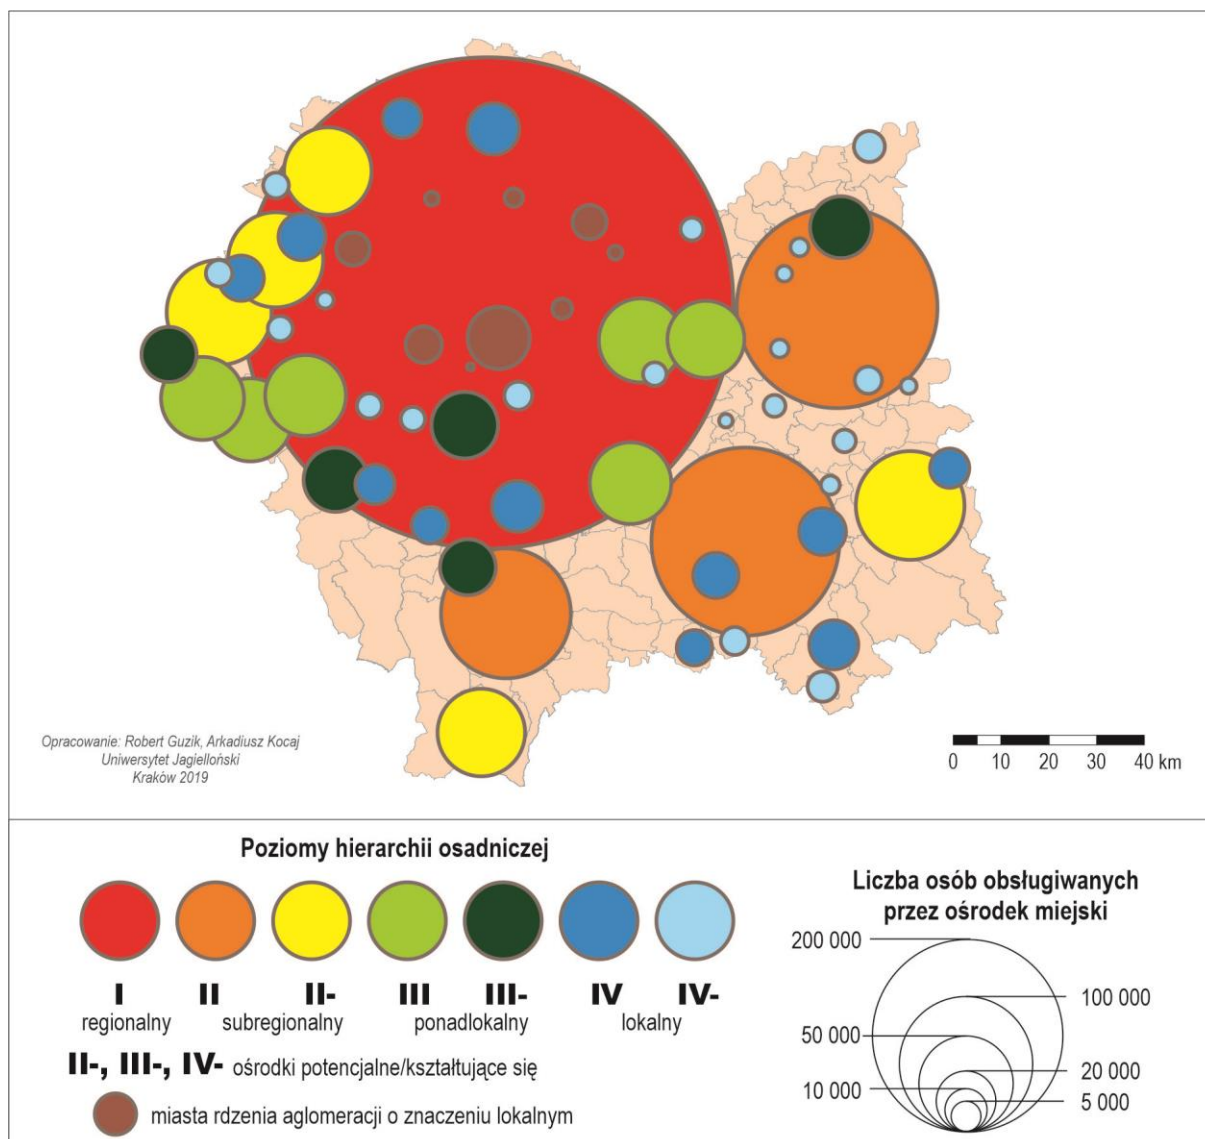 Opracowanie: Robert Guzik, Arkadiusz Kocaj
Uniwersytet Jagielloński
Kraków 2019
0 10 20 30 40 km
Poziomy hierarchii osadniczej
I II II- III III- IV IV-
regionalny subregionalny ponadlokalny lokalny
II-, III-, IV- ośrodki potencjalne/kształtujące się
miasta rdzenia aglomeracji o znaczeniu lokalnym
Liczba osób obsługiwanych
przez ośrodek miejski
200 000
100 000
50 000
20 000
10 000
5 000